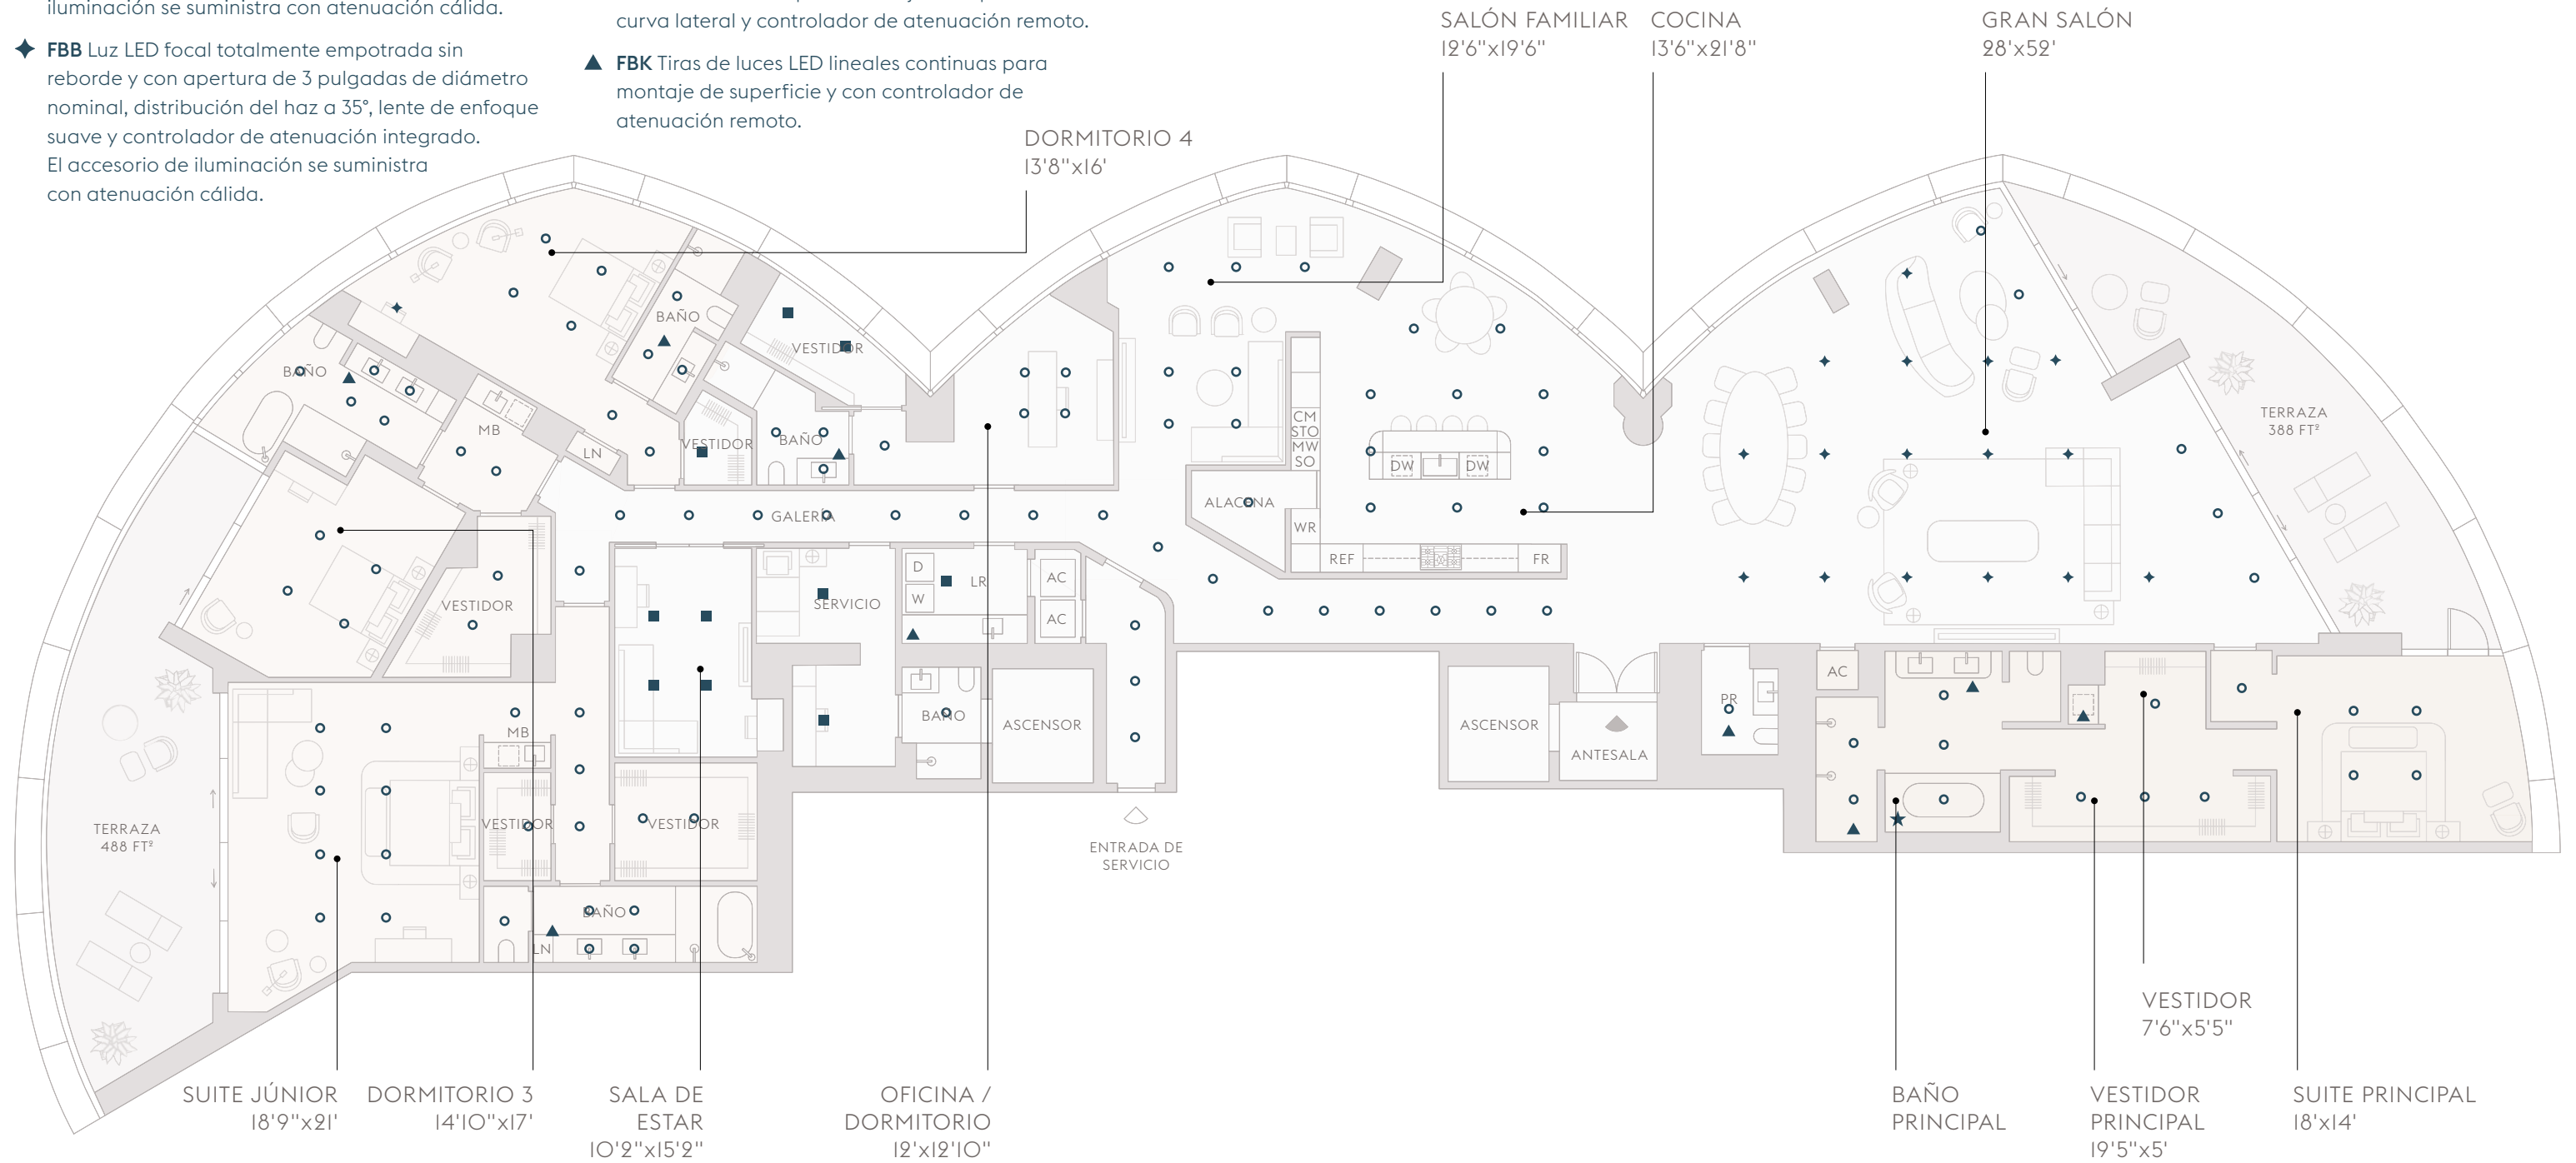 iluminación se suministra con atenuación cálida.
FBB Luz LED focal totalmente empotrada sin
reborde y con apertura de 3 pulgadas de diámetro
nominal, distribución del haz a 35°, lente de enfoque
suave y controlador de atenuación integrado.
El accesorio de iluminación se suministra
con atenuación cálida.
curva lateral y controlador de atenuación remoto.
FBK Tiras de luces LED lineales continuas para
montaje de superficie y con controlador de
atenuación remoto.
DORMITORIO 4
13'8"x16'
SALÓN FAMILIAR
12'6"x19'6"
COCINA
13'6"x21'8"
GRAN SALÓN
28'x52'
BAÑO
VESTIDOR
BAÑO
MB
LN
VESTIDOR
BAÑO
CM
STO
MW
SO
DW
DW
TERRAZA
388 FT²
ALACENA
WR
GALERÍA
REF
FR
VESTIDOR
SERVICIO
D
W
LR
AC
AC
BAÑO
ASCENSOR
ASCENSOR
ANTESALA
PR
AC
MB
VESTIDOR
VESTIDOR
TERRAZA
488 FT²
ENTRADA DE
SERVICIO
BAÑO
LN
VESTIDOR
7'6"x5'5"
SUITE JÚNIOR
18'9"x21'
DORMITORIO 3
14'10"x17'
SALA DE
ESTAR
10'2"x15'2"
OFICINA /
DORMITORIO
12'x12'10"
BAÑO
PRINCIPAL
VESTIDOR
PRINCIPAL
19'5"x5'
SUITE PRINCIPAL
18'x14'